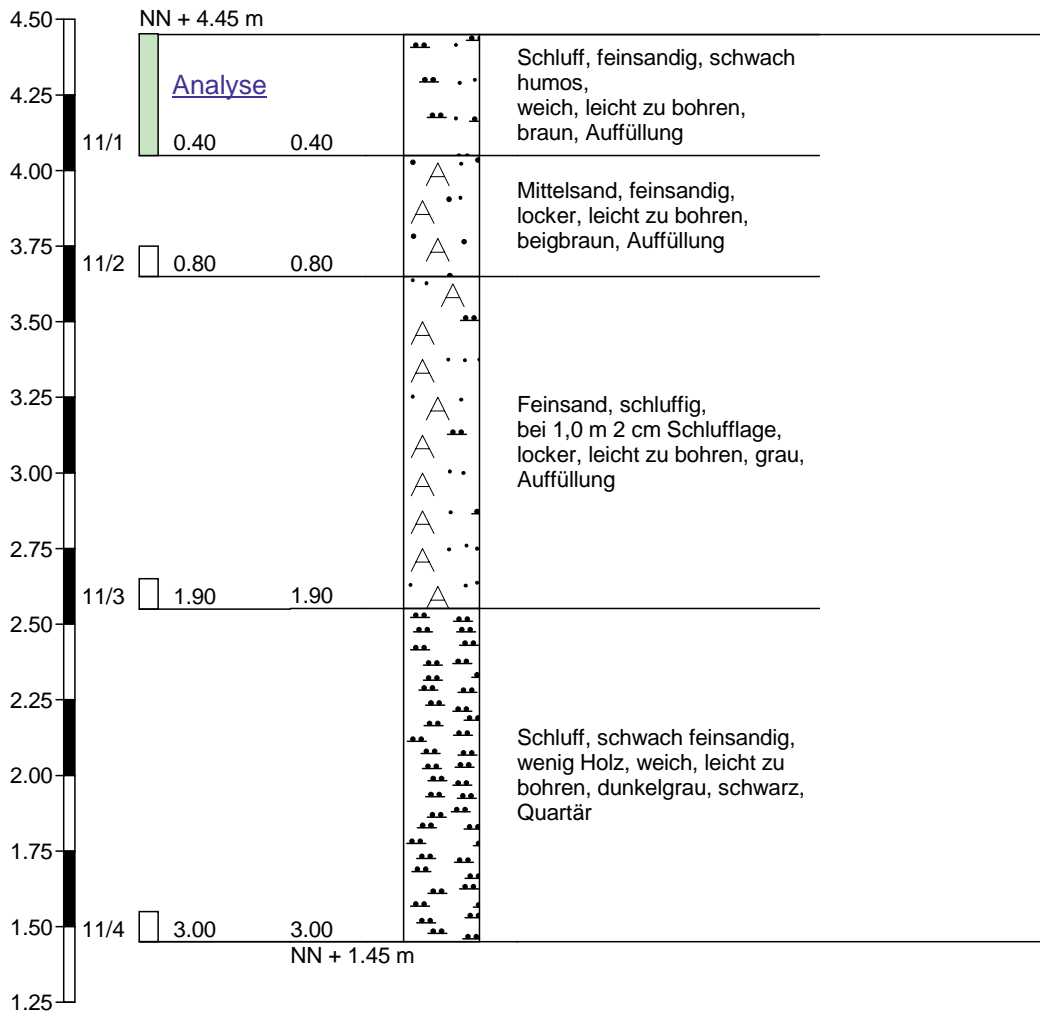 4.50
NN + 4.45 m
Schluff, feinsandig, schwach
humos,
weich, leicht zu bohren,
braun, Auffüllung
Analyse
4.25
11/1 0.40 0.40
4.00
Mittelsand, feinsandig,
locker, leicht zu bohren,
beigbraun, Auffüllung
3.75
11/2 0.80 0.80
3.50
3.25
Feinsand, schluffig,
bei 1,0 m 2 cm Schlufflage,
locker, leicht zu bohren, grau,
Auffüllung
3.00
2.75
11/3 1.90 1.90
2.50
2.25
Schluff, schwach feinsandig,
wenig Holz, weich, leicht zu
bohren, dunkelgrau, schwarz,
Quartär
2.00
1.75
1.50
11/4 3.00 3.00
NN + 1.45 m
1.25